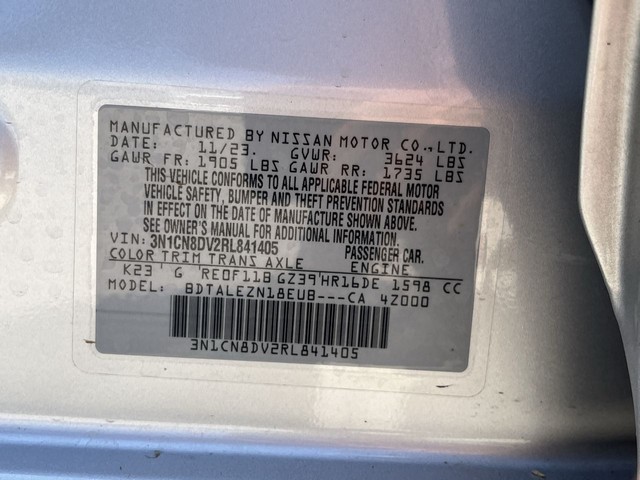 MANUFACTURED BY NISSAN MOTOR CO.,LTD.
DATE: 11/23. GVWR: 3624 LBS
GAWR FR: 1905 LBS GAWR RR: 1735 LBS
THIS VEHICLE CONFORMS TO ALL APPLICABLE FEDERAL MOTOR
VEHICLE SAFETY, BUMPER AND THEFT PREVENTION STANDARDS
IN EFFECT ON THE DATE OF MANUFACTURE SHOWN ABOVE.
SEE OWNER'S MANUAL FOR ADDITIONAL INFORMATION.
VIN: 3N1CN8DV2RL841405 PASSENGER CAR.
COLOR TRIM TRANS AXLE ENGINE
K23 G RE0F11B GZ39 HR16DE 1598 CC
MODEL: BDTALEZN18EUB---CA 4Z000
3N1CN8DV2RL841405